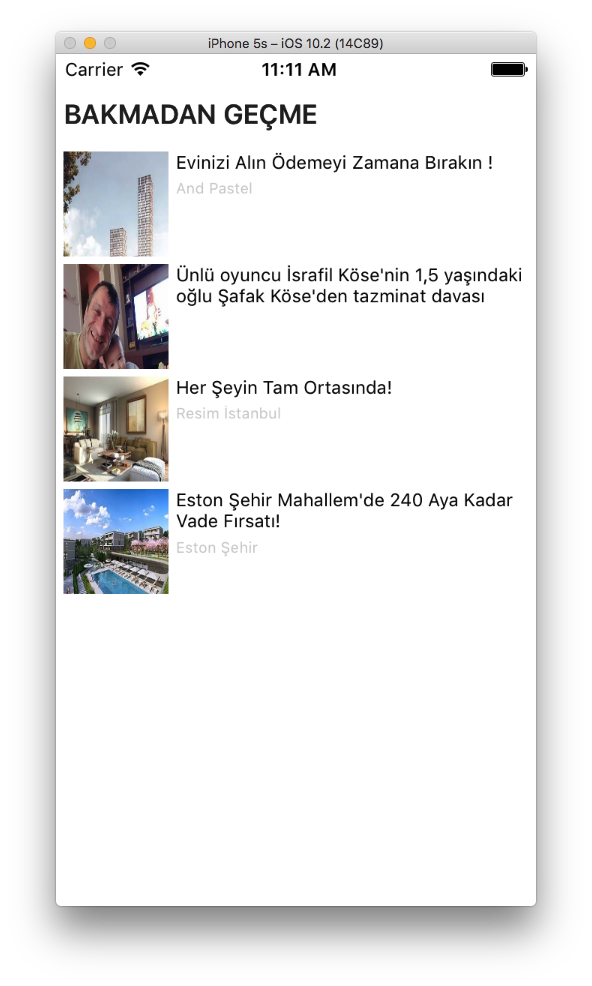 iPhone 5s – iOS 10.2 (14C89)
Carrier 11:11 AM
BAKMADAN GEÇME
Evinizi Alın Ödemeyi Zamana Bırakın !
And Pastel
Ünlü oyuncu İsrafil Köse'nin 1,5 yaşındaki
oğlu Şafak Köse'den tazminat davası
Her Şeyin Tam Ortasında!
Resim İstanbul
Eston Şehir Mahallem'de 240 Aya Kadar
Vade Fırsatı!
Eston Şehir